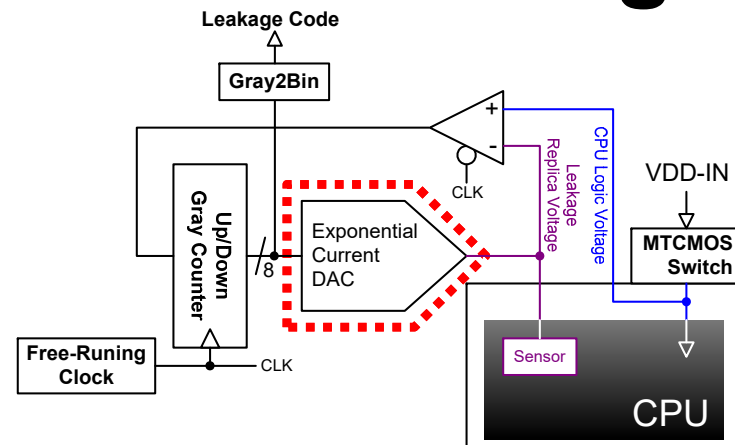 Leakage Code
Gray2Bin
+
-
CLK
Leakage
Replica Voltage
CPU Logic Voltage
VDD-IN
MTCMOS
Switch
Up/Down
Gray Counter
8
Exponential
Current
DAC
Free-Runing
Clock
CLK
Sensor
CPU